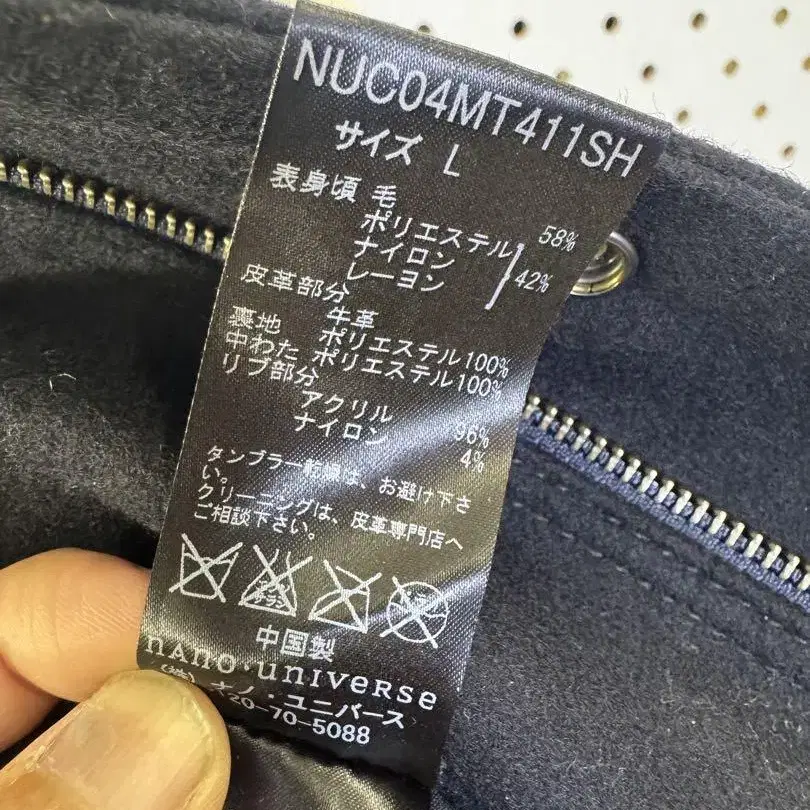 NUC04MT411SH
サイズ L
表身頃 毛 58%
ポリエステル
ナイロン 42%
レーヨン
皮革部分
牛革
裏地 ポリエステル100%
中わた ポリエステル100%
リブ部分
アクリル 96%
ナイロン 4%
タンブラー乾燥は、お避け下さ
い。
クリーニングは、皮革専門店へ
ご相談下さい。
中国製
nano・universe
(株)ナノ・ユニバース
20-70-5088